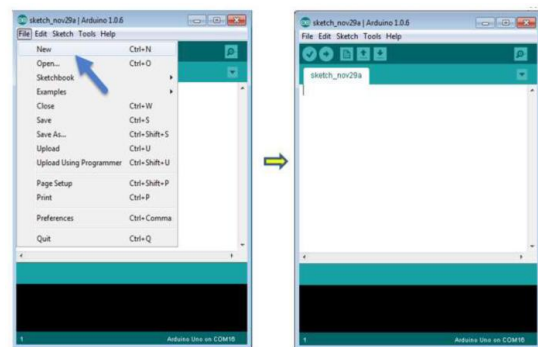 sketch_nov29a | Arduino 1.0.6
File Edit Sketch Tools Help
New Ctrl+N
Open... Ctrl+O
Sketchbook
Examples
Close Ctrl+W
Save Ctrl+S
Save As... Ctrl+Shift+S
Upload Ctrl+U
Upload Using Programmer Ctrl+Shift+U
Page Setup Ctrl+Shift+P
Print Ctrl+P
Preferences Ctrl+Comma
Quit Ctrl+Q
1 Arduino Uno on COM16
sketch_nov29a | Arduino 1.0.6
File Edit Sketch Tools Help
sketch_nov29a
1 Arduino Uno on COM16